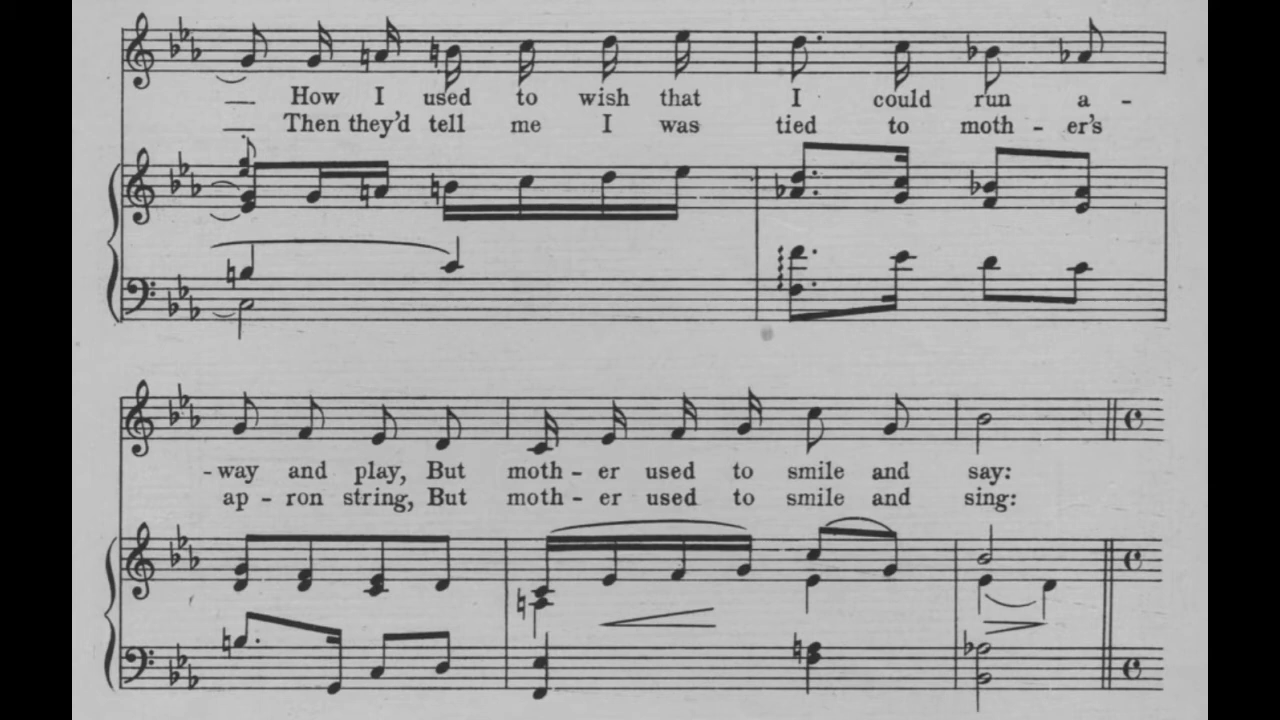 How I used to wish that I could run a -
Then they'd tell me I was tied to moth - er's
-way and play, But moth - er used to smile and say:
ap - ron string, But moth - er used to smile and sing: